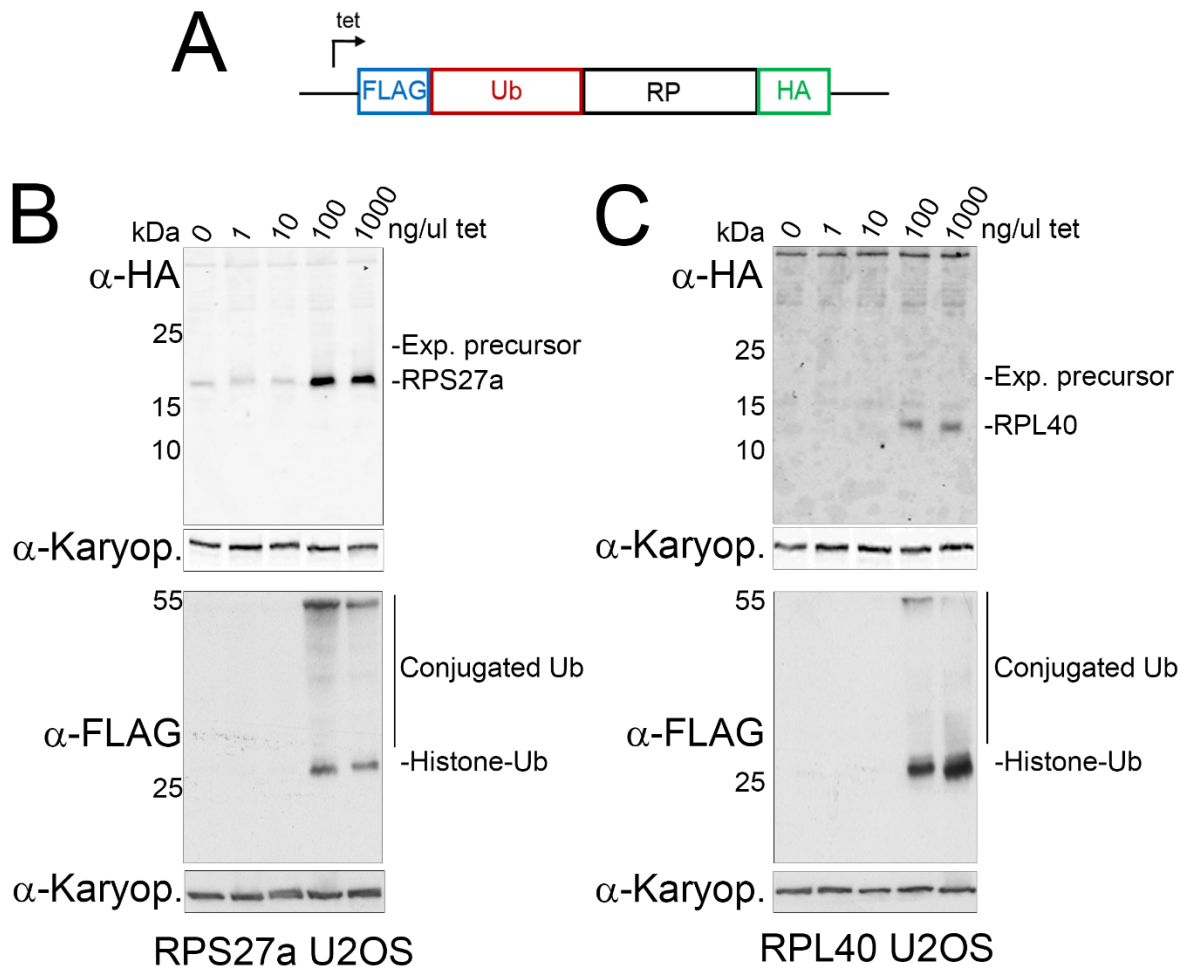 A
tet
FLAG Ub RP HA
B
kDa 0 1 10 100 1000 ng/ul tet
α-HA
25
-Exp. precursor
-RPS27a
15
10
α-Karyop.
55
Conjugated Ub
α-FLAG
-Histone-Ub
25
α-Karyop.
RPS27a U2OS
C
kDa 0 1 10 100 1000 ng/ul tet
α-HA
25
-Exp. precursor
15
-RPL40
10
α-Karyop.
55
Conjugated Ub
α-FLAG
-Histone-Ub
25
α-Karyop.
RPL40 U2OS